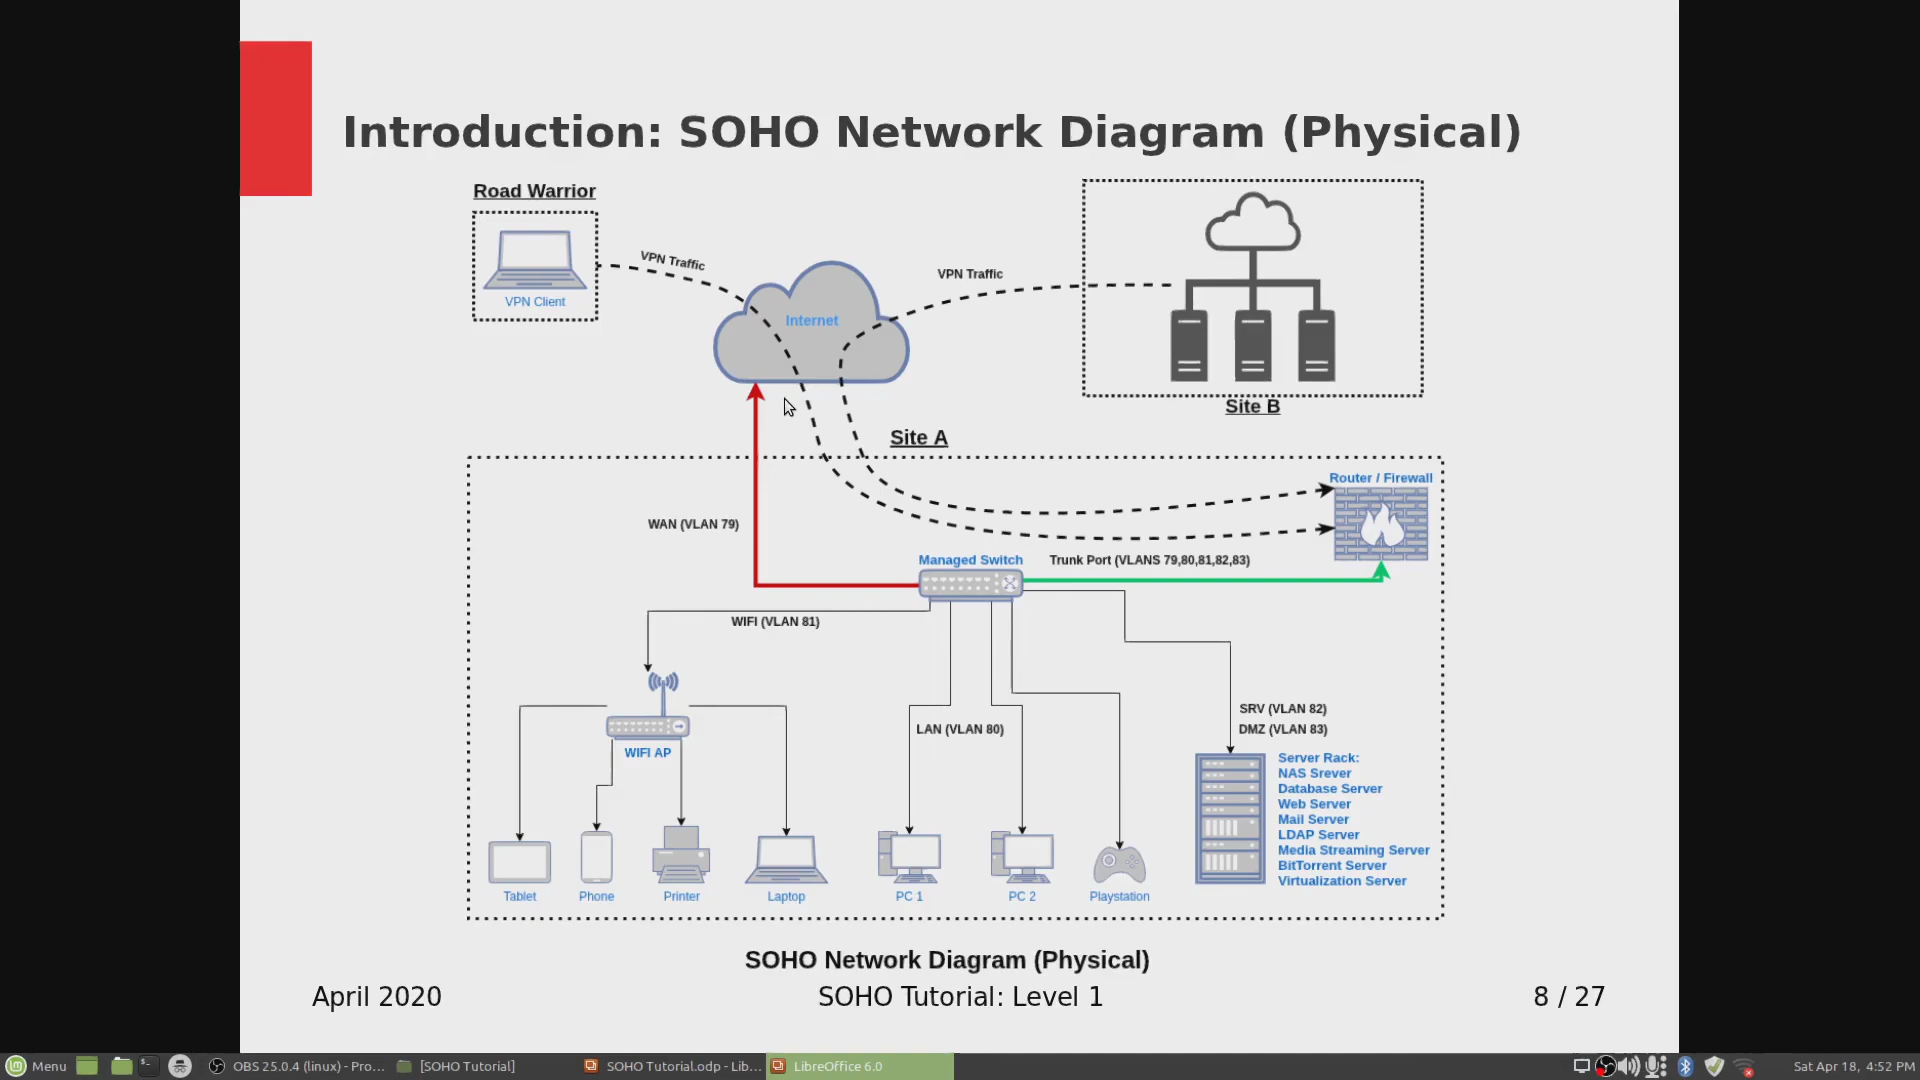 Introduction: SOHO Network Diagram (Physical)
Road Warrior
VPN Client
VPN Traffic
VPN Traffic
Internet
Site B
Site A
Router / Firewall
WAN (VLAN 79)
Managed Switch
Trunk Port (VLANS 79,80,81,82,83)
WIFI (VLAN 81)
WIFI AP
LAN (VLAN 80)
SRV (VLAN 82)
DMZ (VLAN 83)
Server Rack:
NAS Srever
Database Server
Web Server
Mail Server
LDAP Server
Media Streaming Server
BitTorrent Server
Virtualization Server
Tablet
Phone
Printer
Laptop
PC 1
PC 2
Playstation
SOHO Network Diagram (Physical)
April 2020
SOHO Tutorial: Level 1
8 / 27
Menu
OBS 25.0.4 (linux) - Pro...
[SOHO Tutorial]
SOHO Tutorial.odp - Lib...
LibreOffice 6.0
Sat Apr 18, 4:52 PM